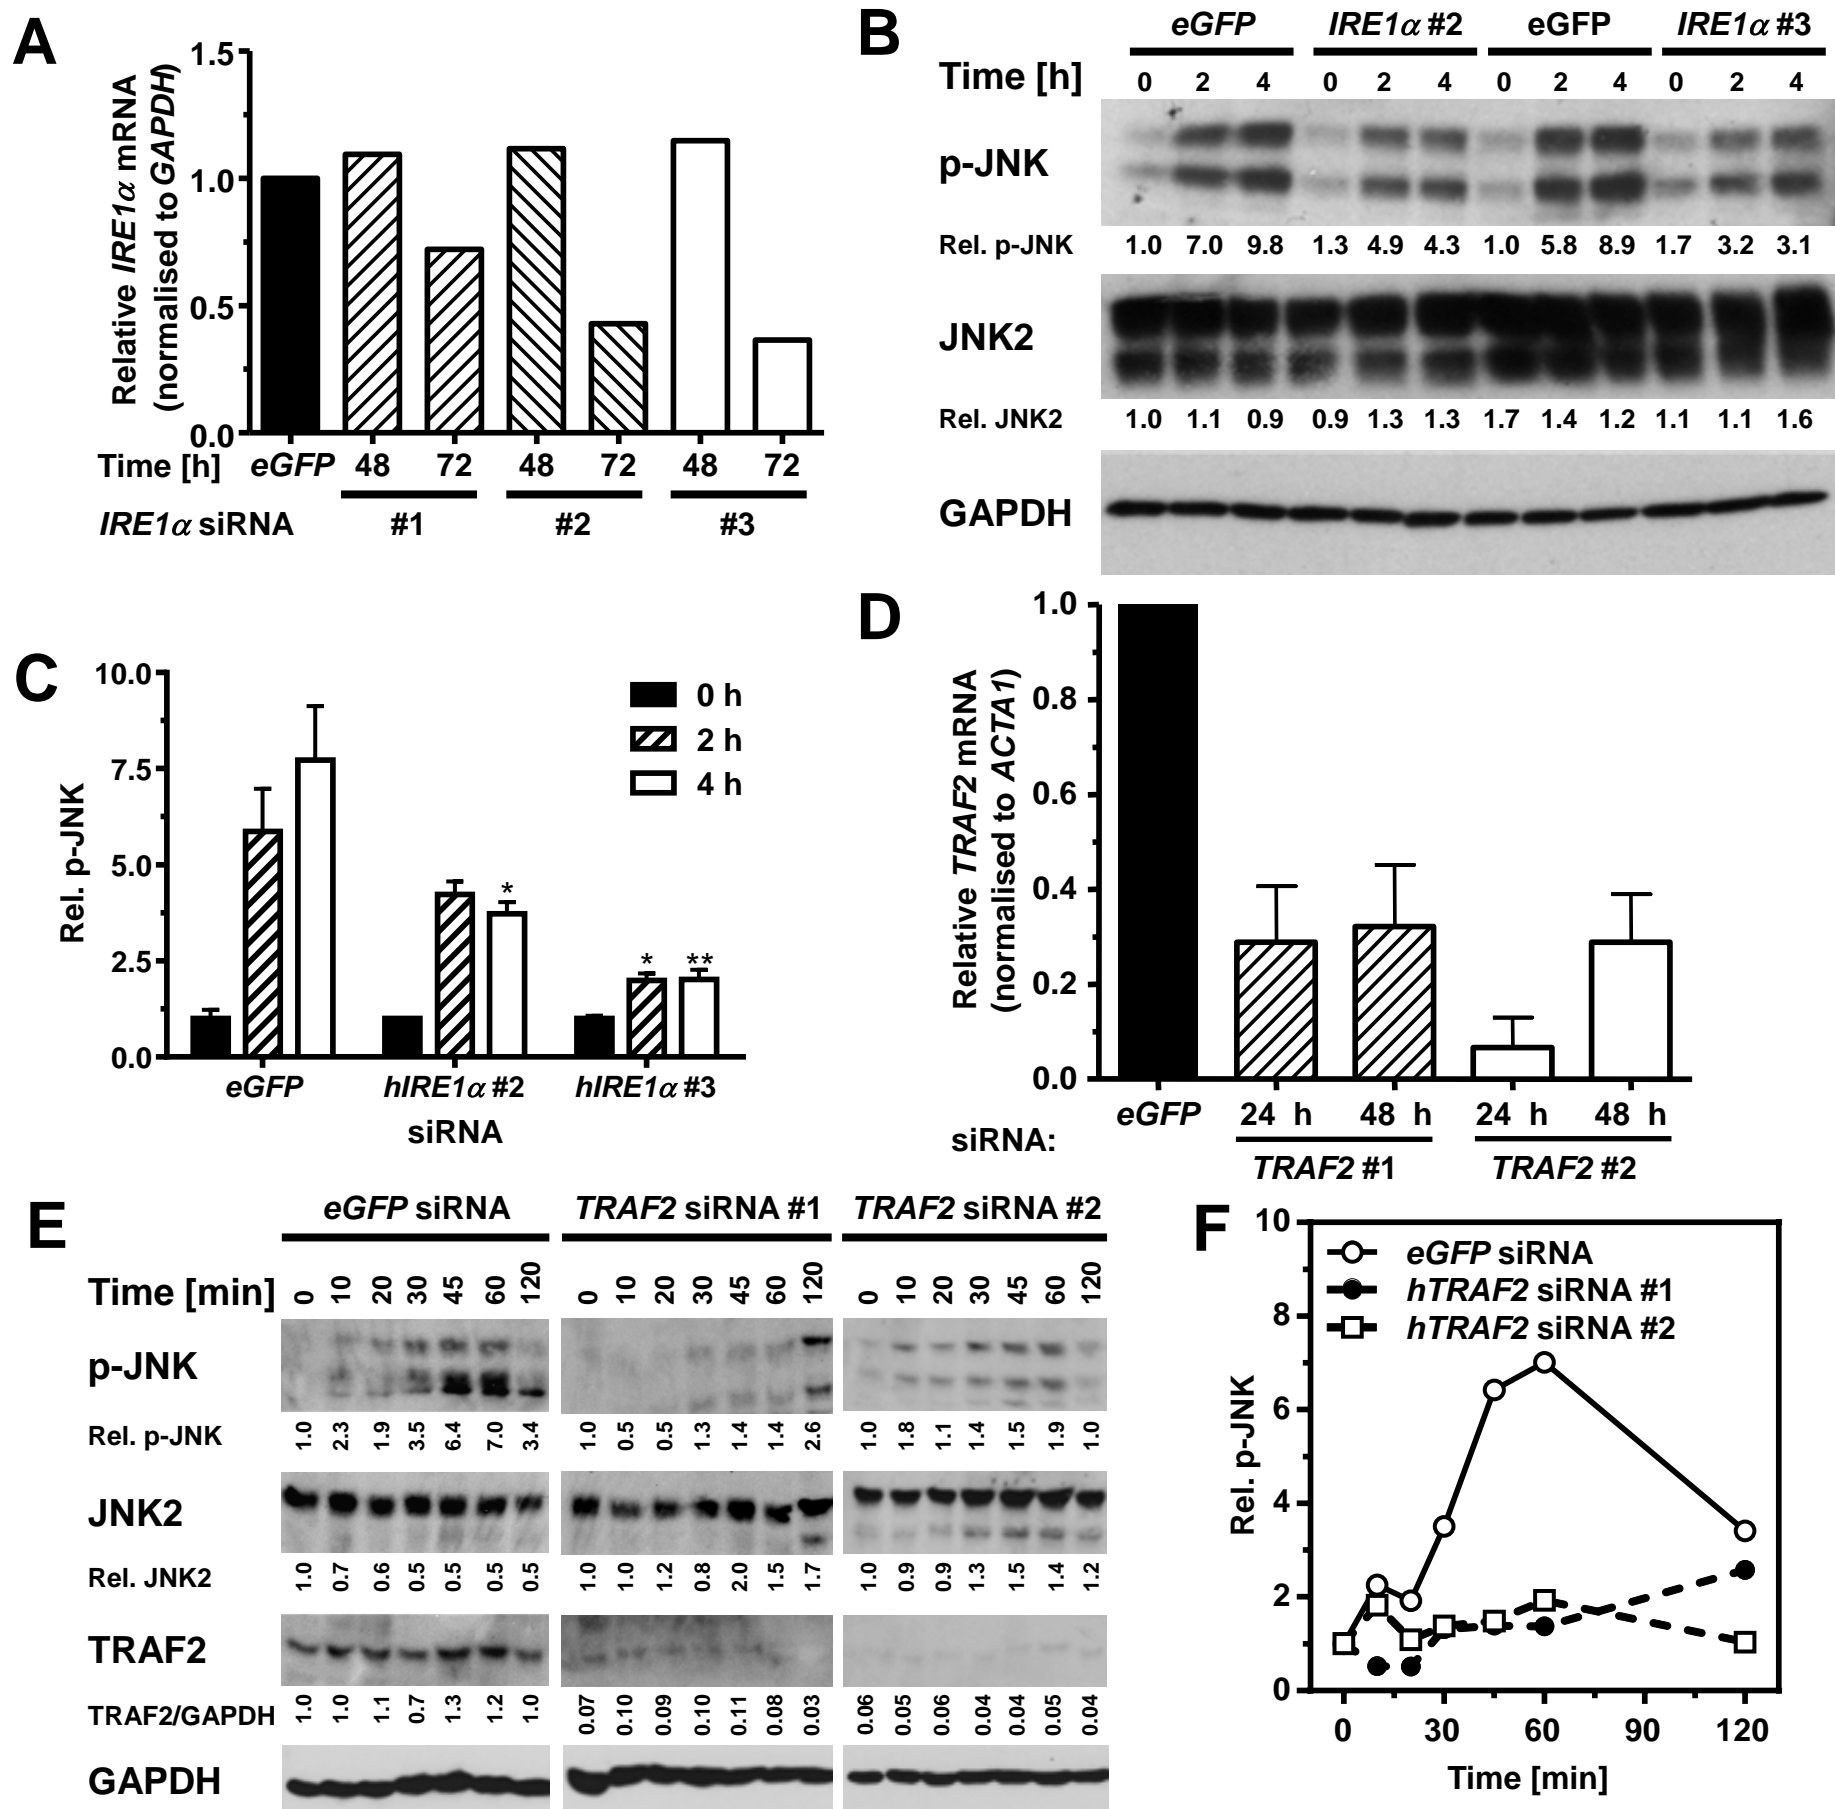 A
Relative IRE1α mRNA
(normalised to GAPDH)
1.5
1.0
0.5
0.0
Time [h] eGFP 48 72 48 72 48 72
IRE1α siRNA #1 #2 #3
B
eGFP IRE1α #2 eGFP IRE1α #3
Time [h] 0 2 4 0 2 4 0 2 4 0 2 4
p-JNK
Rel. p-JNK 1.0 7.0 9.8 1.3 4.9 4.3 1.0 5.8 8.9 1.7 3.2 3.1
JNK2
Rel. JNK2 1.0 1.1 0.9 0.9 1.3 1.3 1.7 1.4 1.2 1.1 1.1 1.6
GAPDH
C
Rel. p-JNK
10.0
7.5
5.0
2.5
0.0
0 h
2 h
4 h
* * **
eGFP hIRE1α #2 hIRE1α #3
siRNA
D
Relative TRAF2 mRNA
(normalised to ACTA1)
1.0
0.8
0.6
0.4
0.2
0.0
eGFP 24 h 48 h 24 h 48 h
siRNA:
TRAF2 #1 TRAF2 #2
E
eGFP siRNA TRAF2 siRNA #1 TRAF2 siRNA #2
Time [min] 0 10 20 30 45 60 120 0 10 20 30 45 60 120 0 10 20 30 45 60 120
p-JNK
Rel. p-JNK 1.0 2.3 1.9 3.5 6.4 7.0 3.4 1.0 0.5 0.5 1.3 1.4 1.4 2.6 1.0 1.8 1.1 1.4 1.5 1.9 1.0
JNK2
Rel. JNK2 1.0 0.7 0.6 0.5 0.5 0.5 0.5 1.0 1.0 1.2 0.8 2.0 1.5 1.7 1.0 0.9 0.9 1.3 1.5 1.4 1.2
TRAF2
TRAF2/GAPDH 1.0 1.0 1.1 0.7 1.3 1.2 1.0 0.07 0.10 0.09 0.10 0.11 0.08 0.03 0.06 0.05 0.06 0.04 0.04 0.05 0.04
GAPDH
F
Rel. p-JNK
10
8
6
4
2
0
eGFP siRNA
hTRAF2 siRNA #1
hTRAF2 siRNA #2
0 30 60 90 120
Time [min]